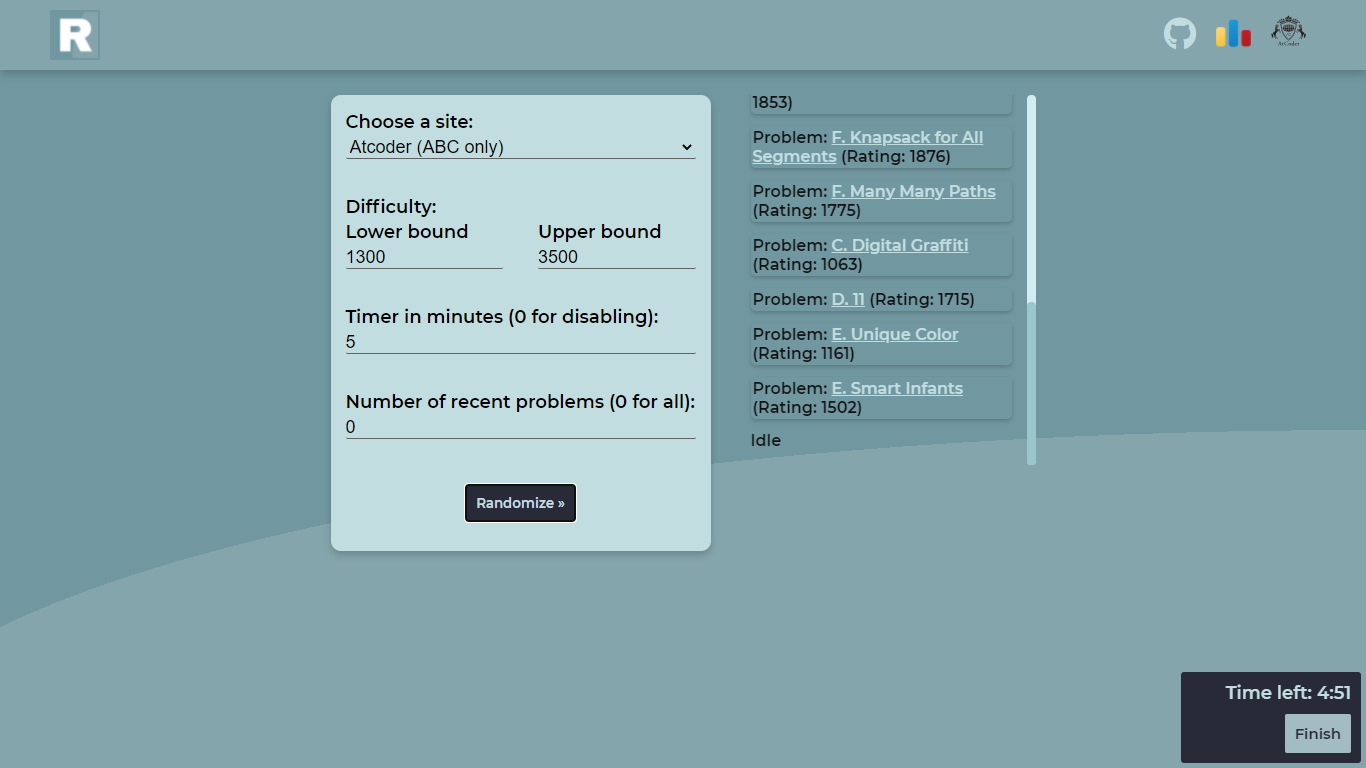 R
AtCoder
Choose a site:
Atcoder (ABC only)
Difficulty:
Lower bound
Upper bound
1300
3500
Timer in minutes (0 for disabling):
5
Number of recent problems (0 for all):
0
Randomize »
1853)
Problem: F. Knapsack for All
Segments (Rating: 1876)
Problem: F. Many Many Paths
(Rating: 1775)
Problem: C. Digital Graffiti
(Rating: 1063)
Problem: D. 11 (Rating: 1715)
Problem: E. Unique Color
(Rating: 1161)
Problem: E. Smart Infants
(Rating: 1502)
Idle
Time left: 4:51
Finish